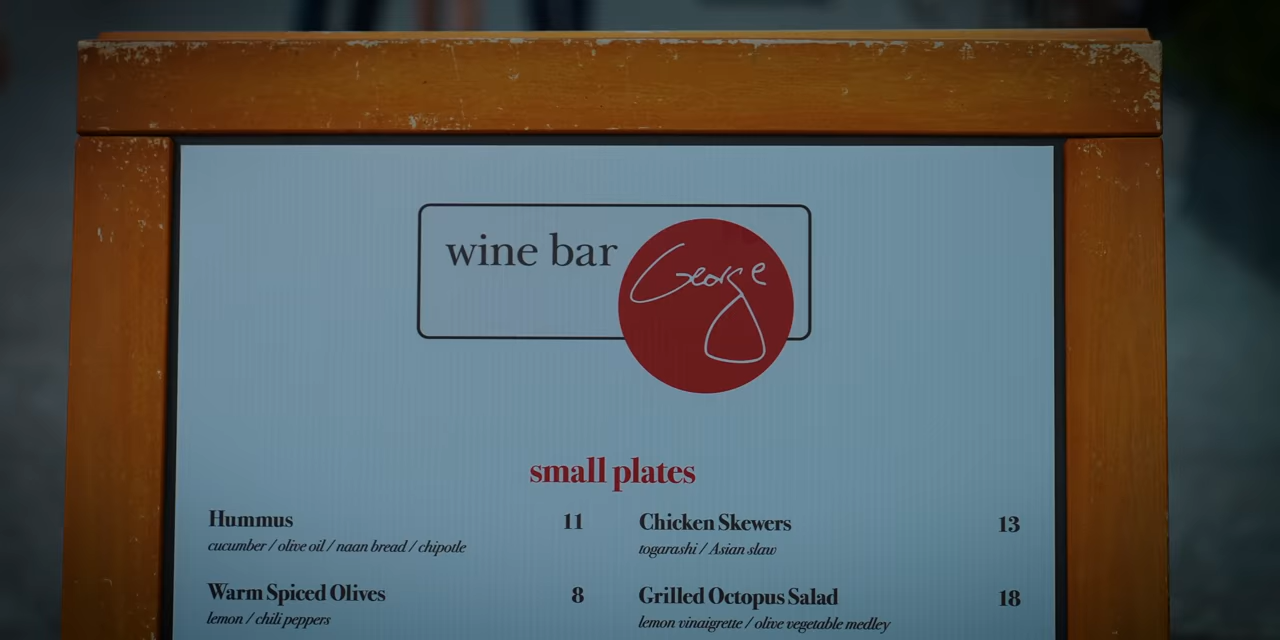 wine bar
George
small plates
Hummus 11
cucumber / olive oil / naan bread / chipotle
Warm Spiced Olives 8
lemon / chili peppers
Chicken Skewers 13
togarashi / Asian slaw
Grilled Octopus Salad 18
lemon vinaigrette / olive vegetable medley